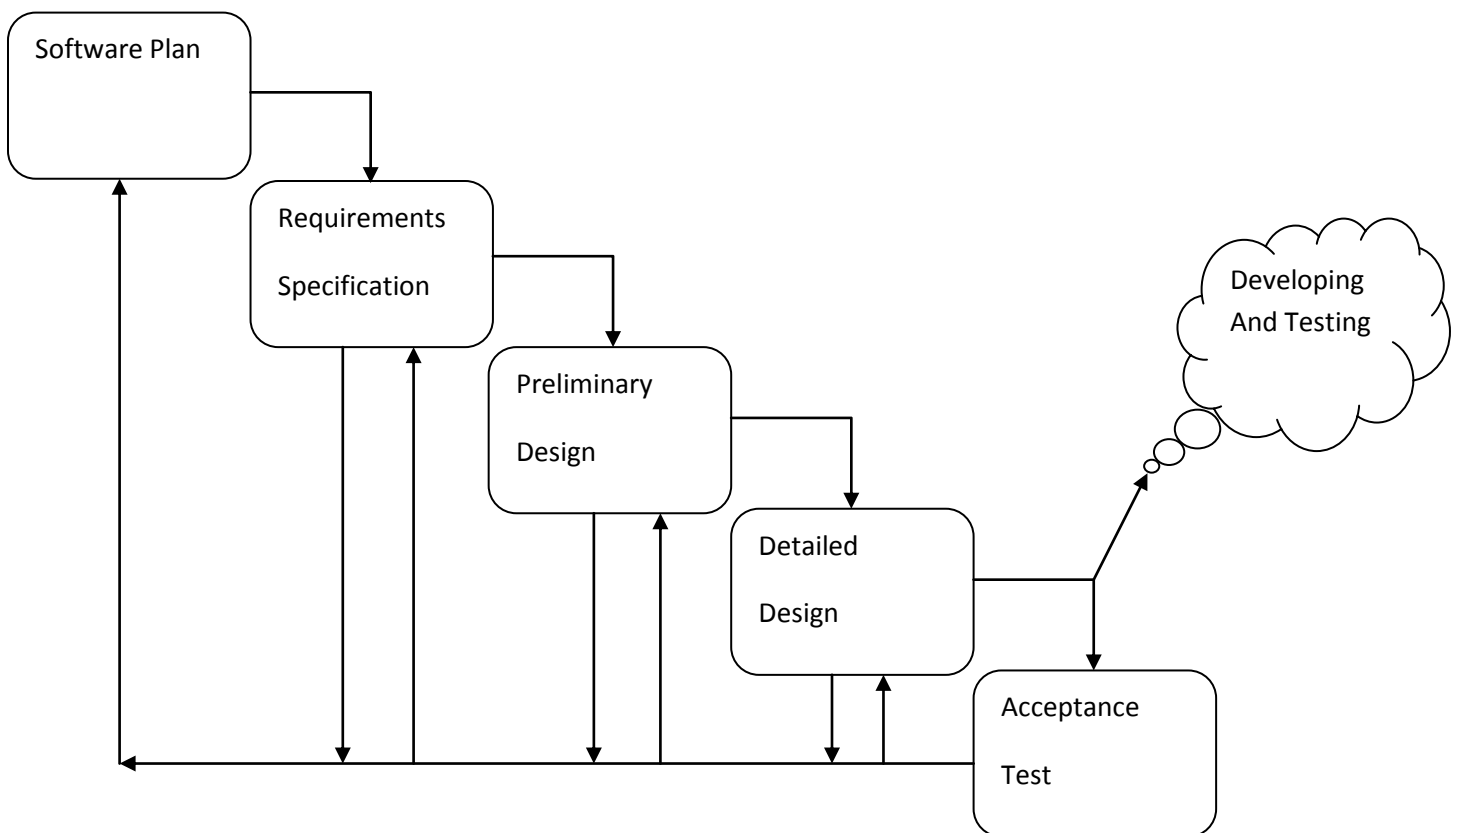 Software Plan
Requirements
Specification
Developing
And Testing
Preliminary
Design
Detailed
Design
Acceptance
Test